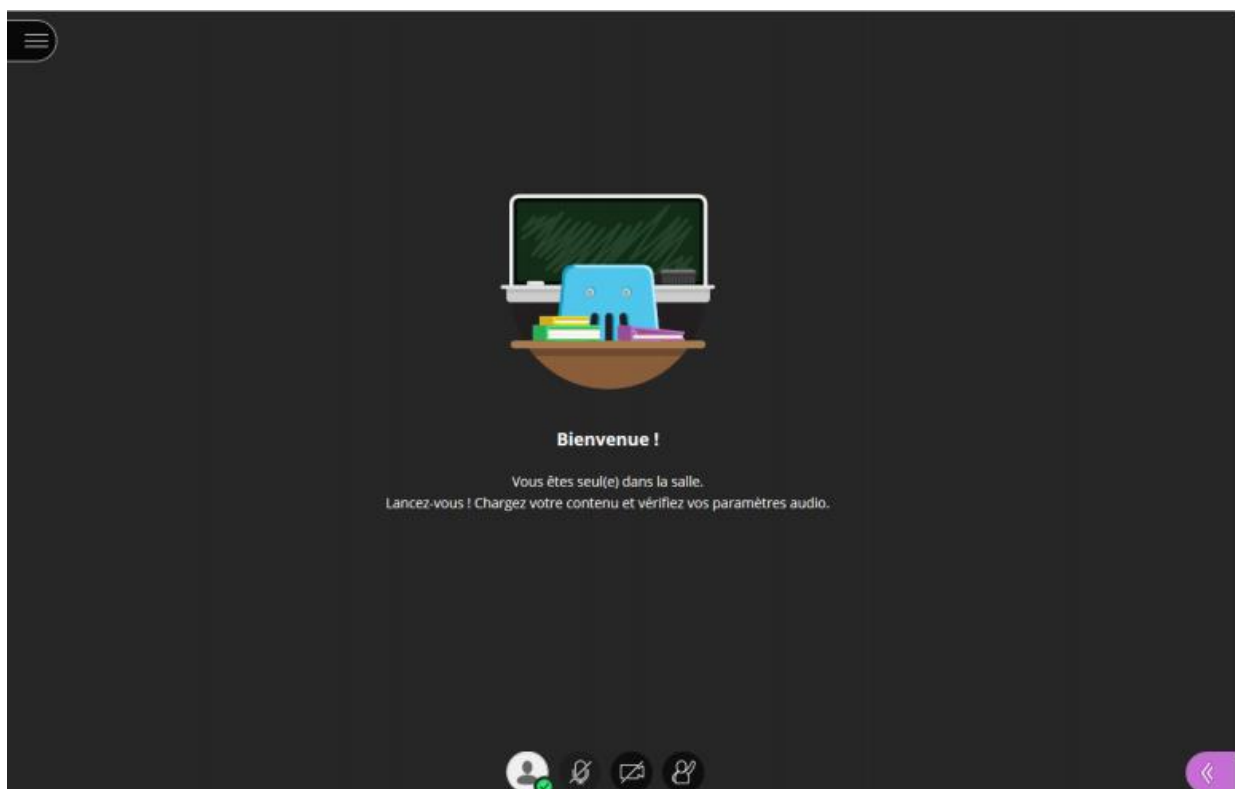 Bienvenue !
Vous êtes seul(e) dans la salle.
Lancez-vous ! Chargez votre contenu et vérifiez vos paramètres audio.